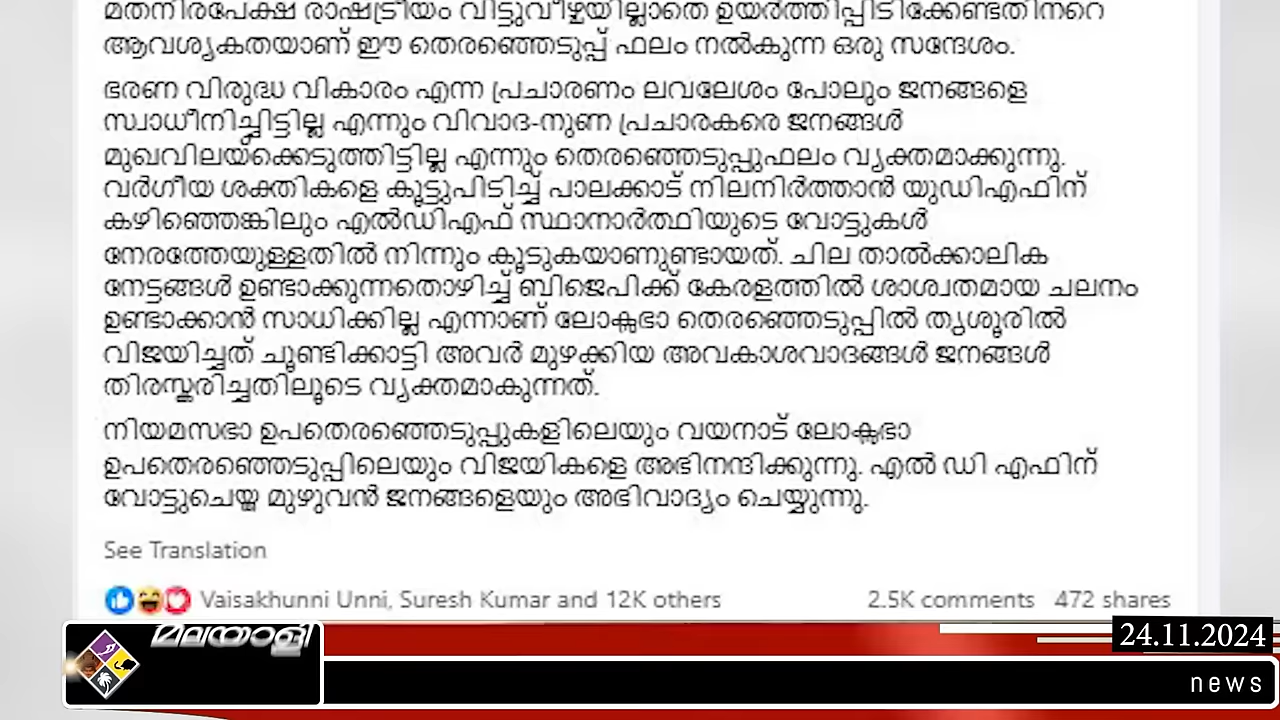 മതനിരപേക്ഷ രാഷ്ട്രീയം വിട്ടുവീഴ്ചയില്ലാതെ ഉയർത്തിപ്പിടിക്കേണ്ടതിന്റെ
ആവശ്യകതയാണ് ഈ തെരഞ്ഞെടുപ്പ് ഫലം നൽകുന്ന ഒരു സന്ദേശം.
ഭരണ വിരുദ്ധ വികാരം എന്ന പ്രചാരണം ലവലേശം പോലും ജനങ്ങളെ
സ്വാധീനിച്ചിട്ടില്ല എന്നും വിവാദ-നുണ പ്രചാരകരെ ജനങ്ങൾ
മുഖവിലയ്ക്കെടുത്തിട്ടില്ല എന്നും തെരഞ്ഞെടുപ്പുഫലം വ്യക്തമാക്കുന്നു.
വർഗീയ ശക്തികളെ കൂട്ടുപിടിച്ച് പാലക്കാട് നിലനിർത്താൻ യുഡിഎഫിന്
കഴിഞ്ഞെങ്കിലും എൽഡിഎഫ് സ്ഥാനാർത്ഥിയുടെ വോട്ടുകൾ
നേരത്തേയുള്ളതിൽ നിന്നും കൂടുകയാണുണ്ടായത്. ചില താൽക്കാലിക
നേട്ടങ്ങൾ ഉണ്ടാക്കുന്നതൊഴിച്ച് ബിജെപിക്ക് കേരളത്തിൽ ശാശ്വതമായ ചലനം
ഉണ്ടാക്കാൻ സാധിക്കില്ല എന്നാണ് ലോക്സഭാ തെരഞ്ഞെടുപ്പിൽ തൃശൂരിൽ
വിജയിച്ചത് ചൂണ്ടിക്കാട്ടി അവർ മുഴക്കിയ അവകാശവാദങ്ങൾ ജനങ്ങൾ
തിരസ്കരിച്ചതിലൂടെ വ്യക്തമാകുന്നത്.
നിയമസഭാ ഉപതെരഞ്ഞെടുപ്പുകളിലെയും വയനാട് ലോക്സഭാ
ഉപതെരഞ്ഞെടുപ്പിലെയും വിജയികളെ അഭിനന്ദിക്കുന്നു. എൽ ഡി എഫിന്
വോട്ടുചെയ്ത മുഴുവൻ ജനങ്ങളെയും അഭിവാദ്യം ചെയ്യുന്നു.
See Translation
Vaisakhunni Unni, Suresh Kumar and 12K others 2.5K comments 472 shares
മലയാളി
24.11.2024
news